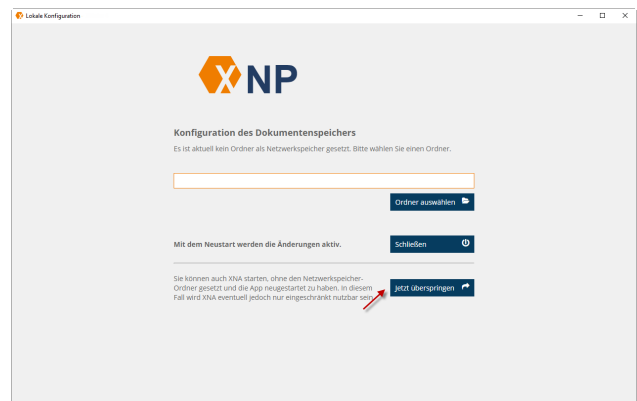 Lokale Konfiguration
XNP
Konfiguration des Dokumentenspeichers
Es ist aktuell kein Ordner als Netzwerkspeicher gesetzt. Bitte wählen Sie einen Ordner.
Ordner auswählen
Mit dem Neustart werden die Änderungen aktiv.
Schließen
Sie können auch XNA starten, ohne den Netzwerkspeicher-
Ordner gesetzt und die App neugestartet zu haben. In diesem
Fall wird XNA eventuell jedoch nur eingeschränkt nutzbar sein
Jetzt überspringen